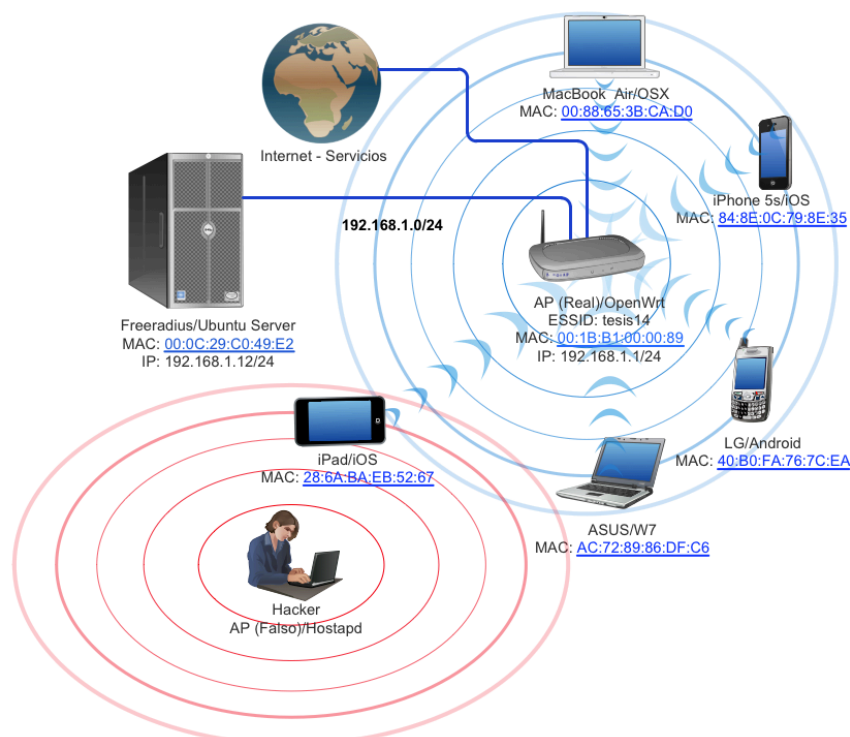 MacBook Air/OSX
MAC: 00:88:65:3B:CA:D0
Internet - Servicios
iPhone 5s/iOS
MAC: 84:8E:0C:79:8E:35
192.168.1.0/24
AP (Real)/OpenWrt
ESSID: tesis14
MAC: 00:1B:B1:00:00:89
IP: 192.168.1.1/24
Freeradius/Ubuntu Server
MAC: 00:0C:29:C0:49:E2
IP: 192.168.1.12/24
LG/Android
MAC: 40:B0:FA:76:7C:EA
iPad/iOS
MAC: 28:6A:BA:EB:52:67
ASUS/W7
MAC: AC:72:89:86:DF:C6
Hacker
AP (Falso)/Hostapd